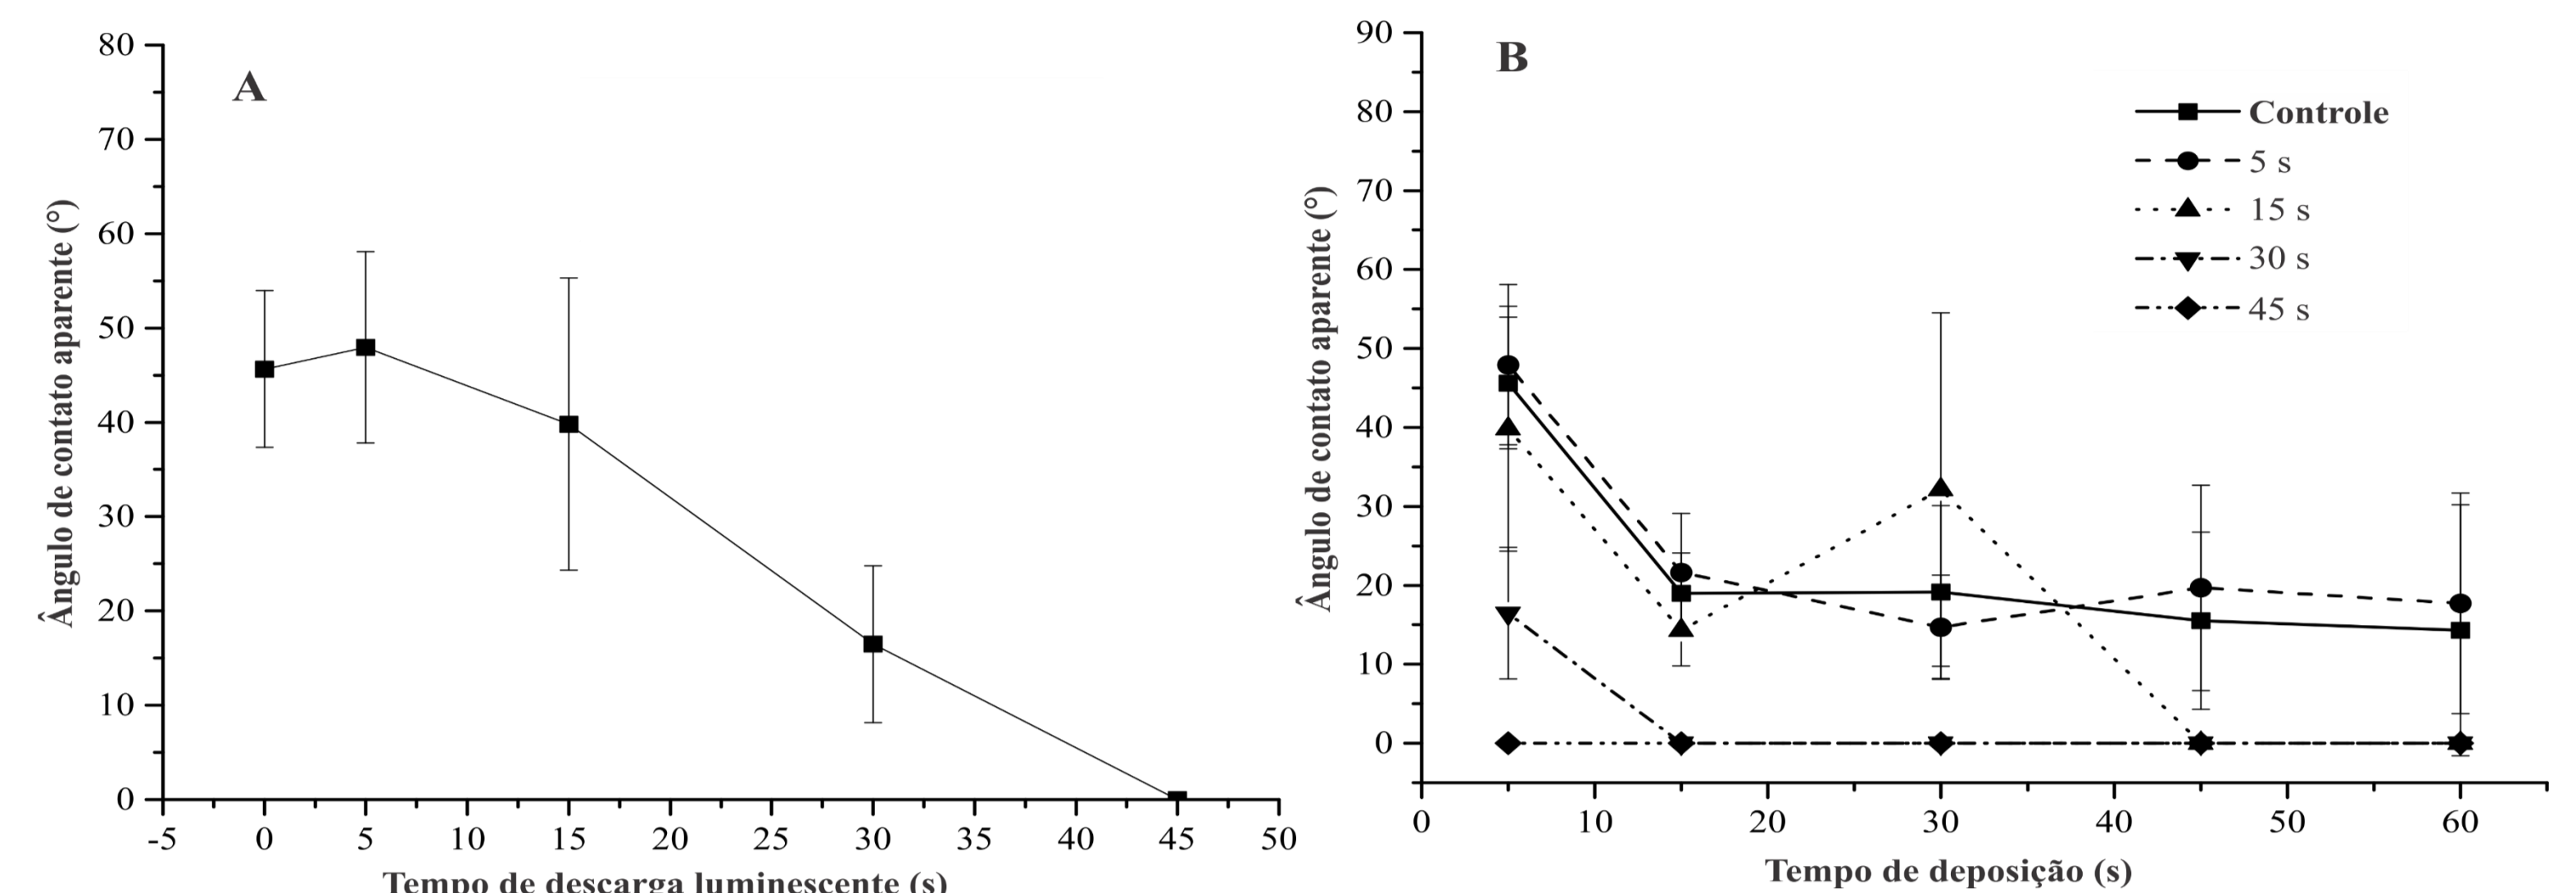 A
80
70
60
50
40
30
20
10
0
-5 0 5 10 15 20 25 30 35 40 45 50
Ângulo de contato aparente (°)
Tempo de descarga luminescente (s)
B
90
80
70
60
50
40
30
20
10
0
0 10 20 30 40 50 60
Ângulo de contato aparente (°)
Tempo de deposição (s)
Controle
5 s
15 s
30 s
45 s